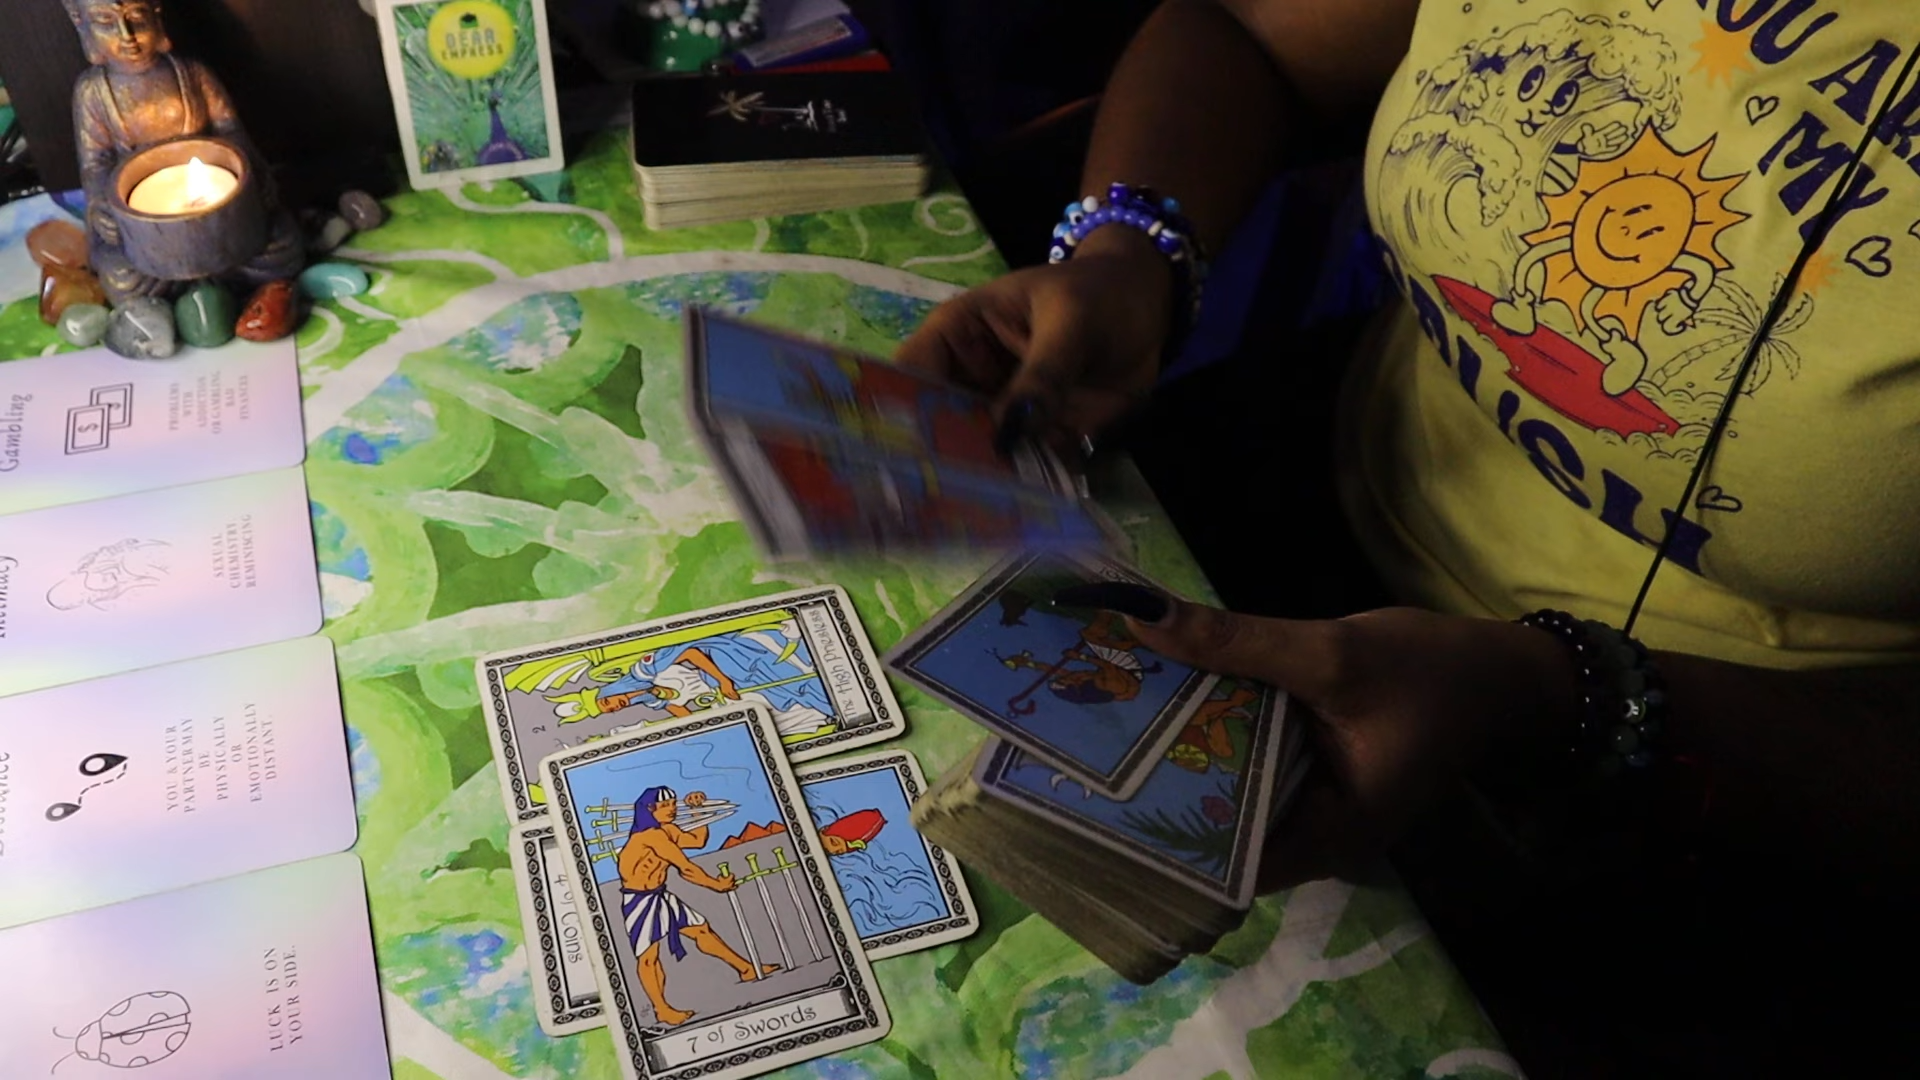 DEAR
EMPRESS
YOU ARE
MY
Gambling
$
PROBLEMS
WITH
ADDICTION
OR GAMBLING
BAD
FINANCES
SEXUAL
CHEMISTRY
REMINISCING
YOU & YOUR
PARTNER MAY
BE
PHYSICALLY
OR
EMOTIONALLY
DISTANT.
LUCK IS ON
YOUR SIDE.
2
The High Priestess
4 of Coins
7 of Swords